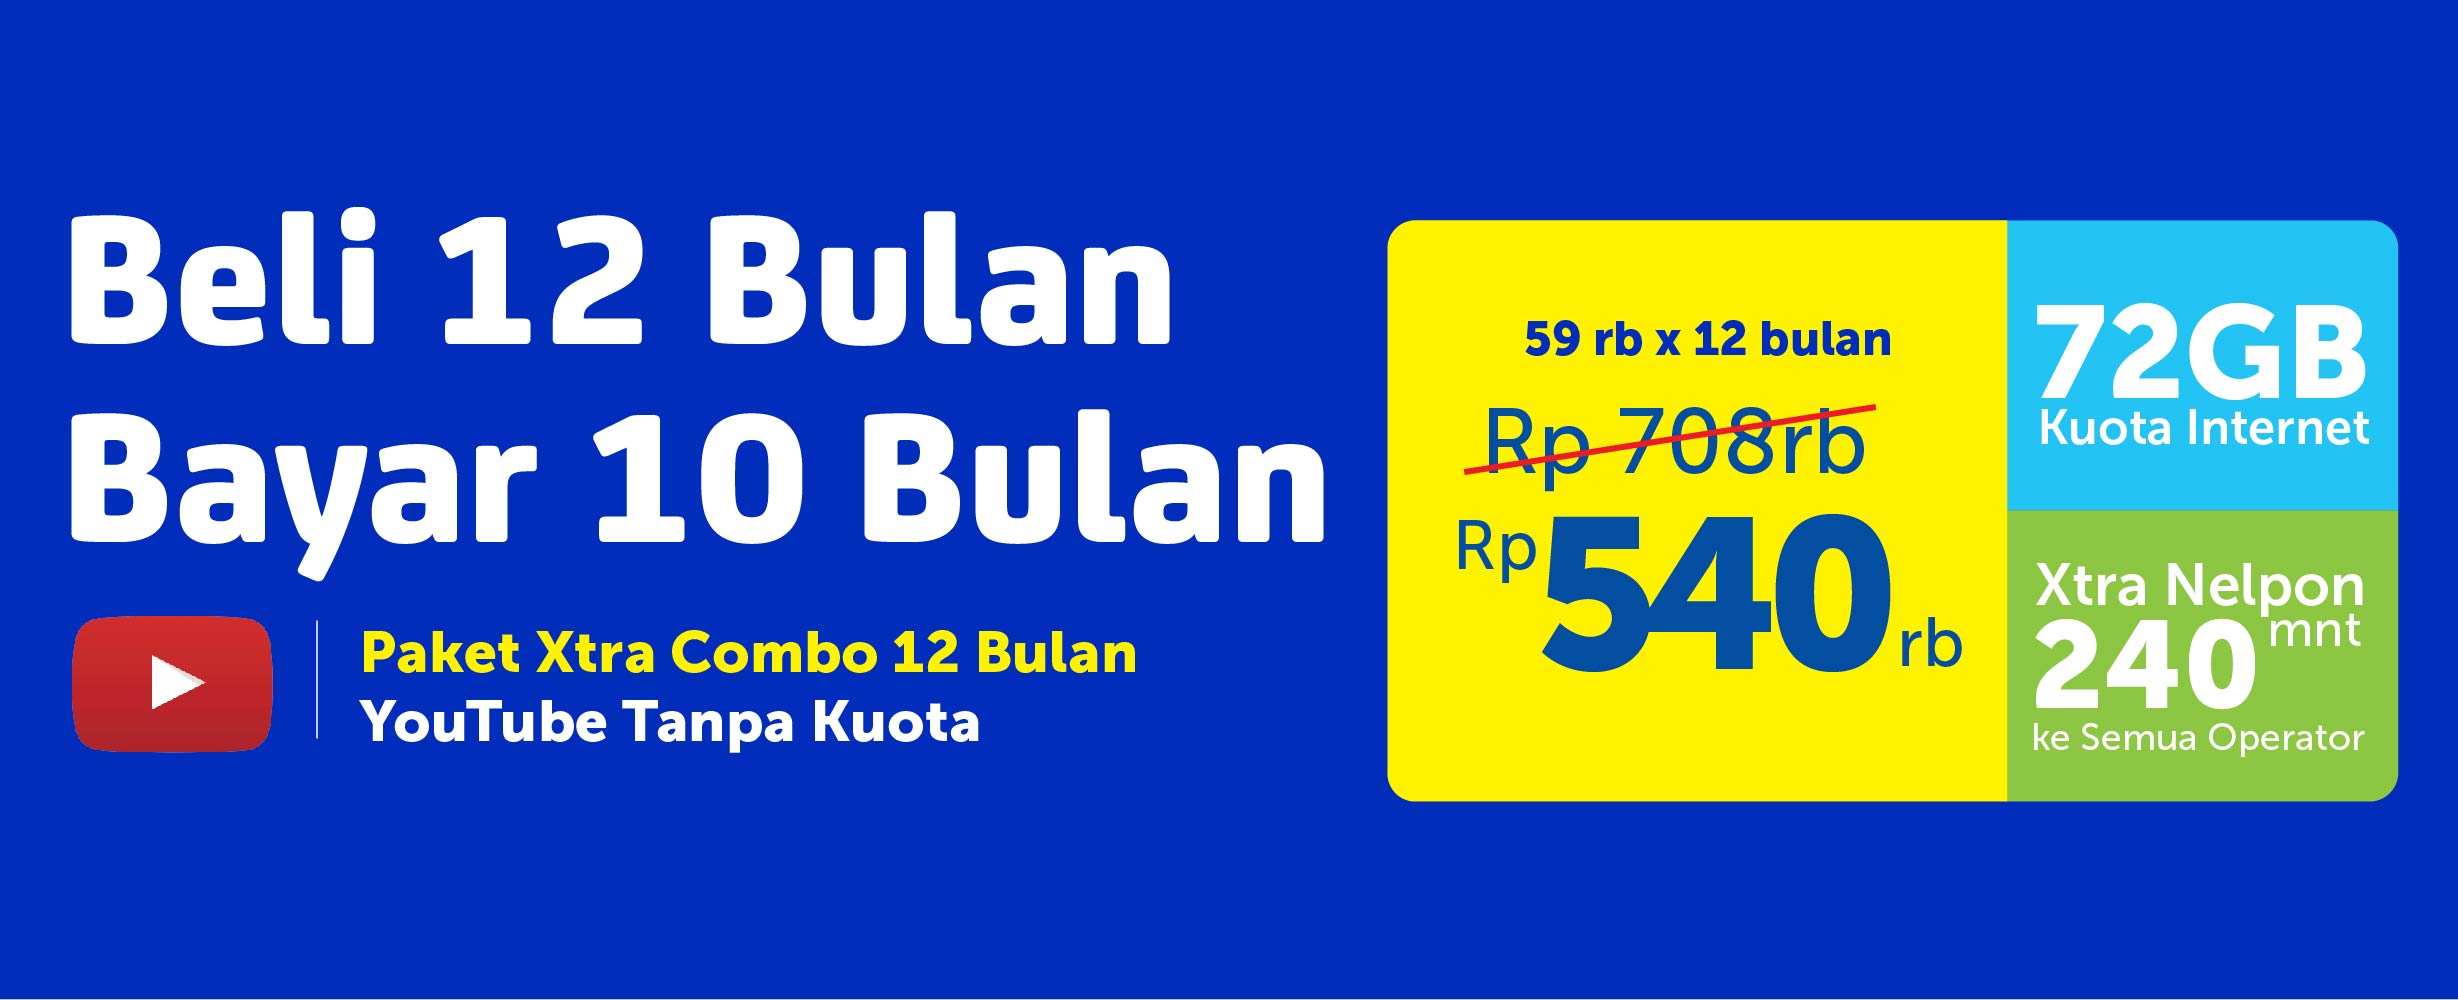 Beli 12 Bulan
Bayar 10 Bulan
Paket Xtra Combo 12 Bulan
YouTube Tanpa Kuota
59 rb x 12 bulan
Rp 708rb
Rp 540 rb
72GB
Kuota Internet
Xtra Nelpon
240 mnt
ke Semua Operator